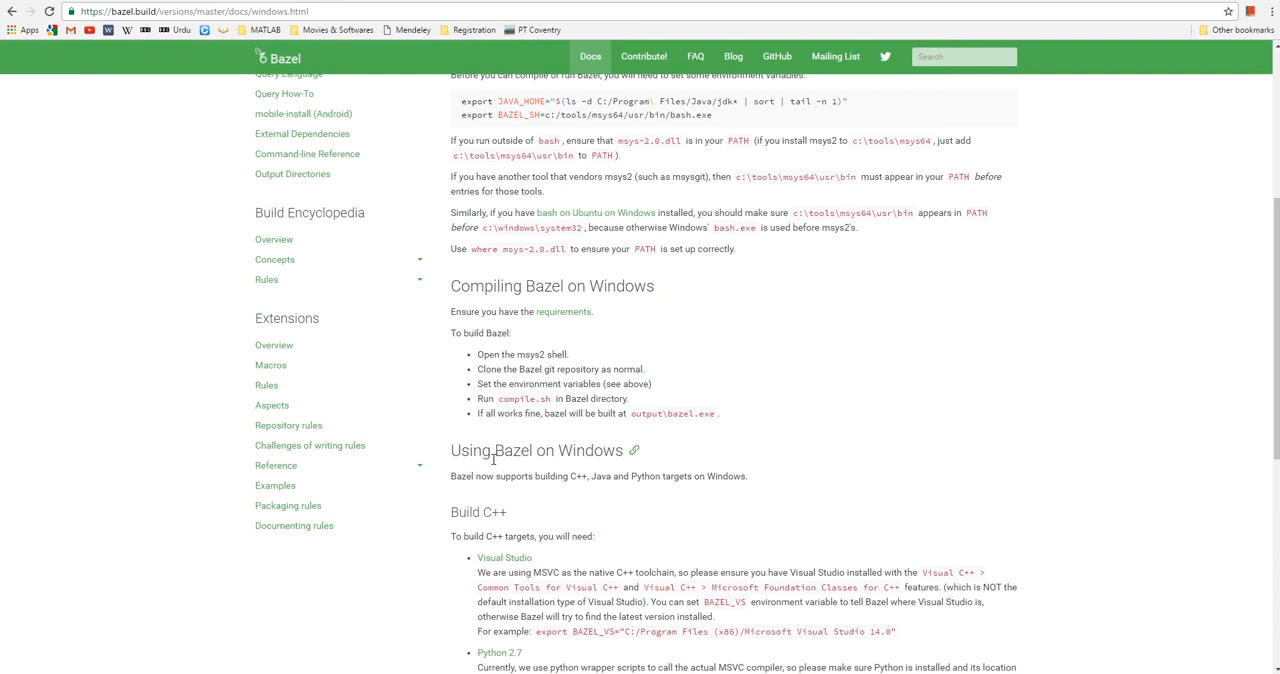 https://bazel.build/versions/master/docs/windows.html
Apps
Urdu
MATLAB
Movies & Softwares
Mendeley
Registration
PT Coventry
Other bookmarks
Bazel
Docs
Contribute!
FAQ
Blog
GitHub
Mailing List
Search
Query Language
Query How-To
mobile-install (Android)
External Dependencies
Command-line Reference
Output Directories
Build Encyclopedia
Overview
Concepts
Rules
Extensions
Overview
Macros
Rules
Aspects
Repository rules
Challenges of writing rules
Reference
Examples
Packaging rules
Documenting rules
Before you can compile or run Bazel, you will need to set some environment variables:
export JAVA_HOME="$(ls -d C:/Program\ Files/Java/jdk* | sort | tail -n 1)"
export BAZEL_SH=c:/tools/msys64/usr/bin/bash.exe
If you run outside of bash, ensure that msys-2.0.dll is in your PATH (if you install msys2 to c:\tools\msys64, just add
c:\tools\msys64\usr\bin to PATH).
If you have another tool that vendors msys2 (such as msysgit), then c:\tools\msys64\usr\bin must appear in your PATH before
entries for those tools.
Similarly, if you have bash on Ubuntu on Windows installed, you should make sure c:\tools\msys64\usr\bin appears in PATH
before c:\windows\system32, because otherwise Windows' bash.exe is used before msys2's.
Use where msys-2.0.dll to ensure your PATH is set up correctly.
Compiling Bazel on Windows
Ensure you have the requirements.
To build Bazel:
• Open the msys2 shell.
• Clone the Bazel git repository as normal.
• Set the environment variables (see above)
• Run compile.sh in Bazel directory.
• If all works fine, bazel will be built at output\bazel.exe.
Using Bazel on Windows
Bazel now supports building C++, Java and Python targets on Windows.
Build C++
To build C++ targets, you will need:
• Visual Studio
We are using MSVC as the native C++ toolchain, so please ensure you have Visual Studio installed with the Visual C++ >
Common Tools for Visual C++ and Visual C++ > Microsoft Foundation Classes for C++ features. (which is NOT the
default installation type of Visual Studio). You can set BAZEL_VS environment variable to tell Bazel where Visual Studio is,
otherwise Bazel will try to find the latest version installed.
For example: export BAZEL_VS="C:/Program Files (x86)/Microsoft Visual Studio 14.0"
• Python 2.7
Currently, we use python wrapper scripts to call the actual MSVC compiler, so please make sure Python is installed and its location